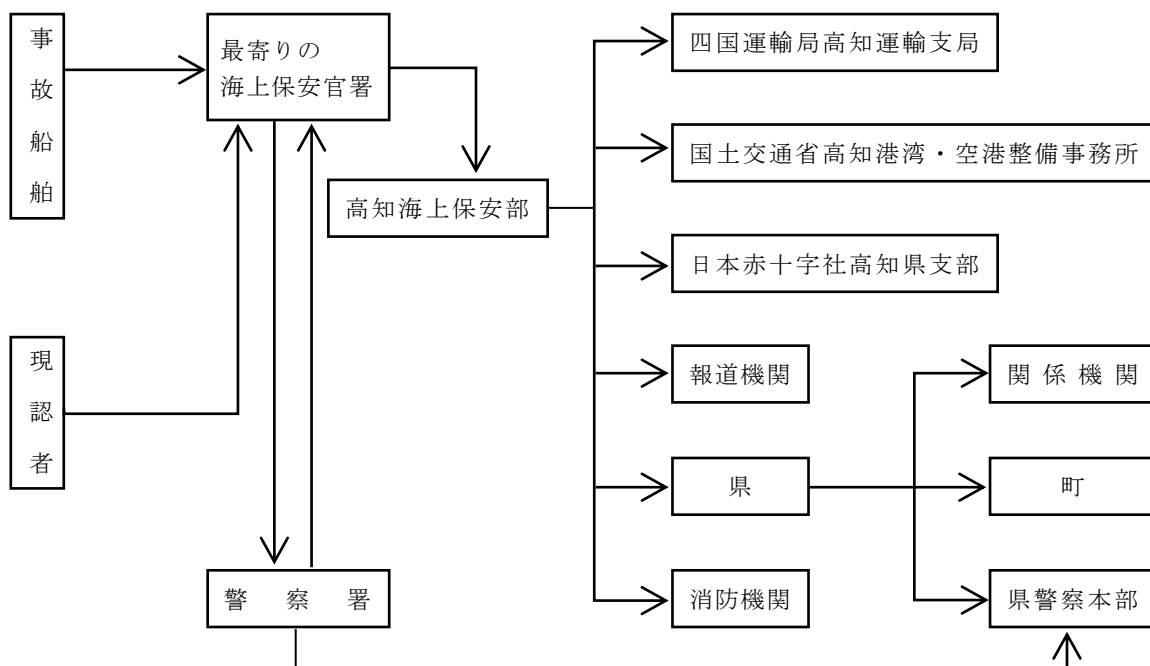 事故船舶
最寄りの
海上保安官署
四国運輸局高知運輸支局
国土交通省高知港湾・空港整備事務所
高知海上保安部
日本赤十字社高知県支部
現認者
報道機関
関係機関
県
町
警察署
消防機関
県警察本部